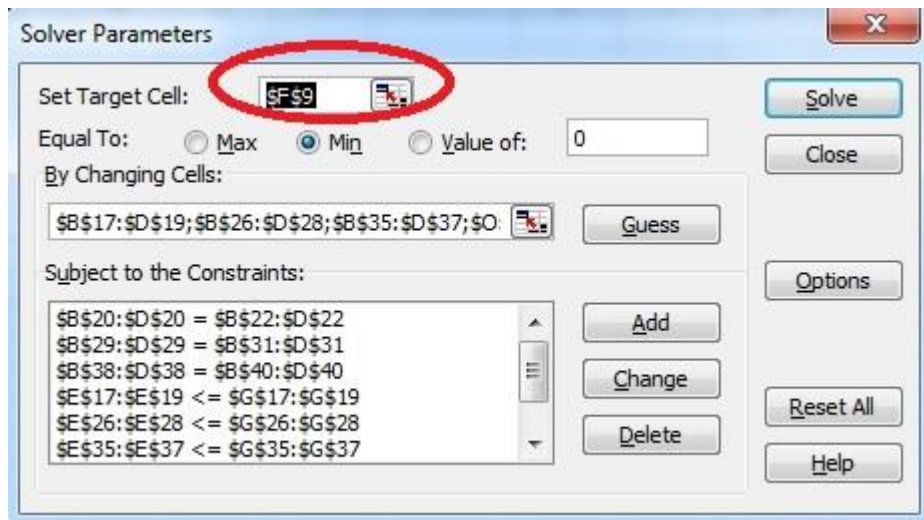 Solver Parameters
Set Target Cell: $F$9
Solve
Equal To: Max Min Value of: 0
Close
By Changing Cells:
$B$17:$D$19;$B$26:$D$28;$B$35:$D$37;$O:
Guess
Subject to the Constraints:
Options
$B$20:$D$20 = $B$22:$D$22
$B$29:$D$29 = $B$31:$D$31
$B$38:$D$38 = $B$40:$D$40
$E$17:$E$19 <= $G$17:$G$19
$E$26:$E$28 <= $G$26:$G$28
$E$35:$E$37 <= $G$35:$G$37
Add
Change
Delete
Reset All
Help